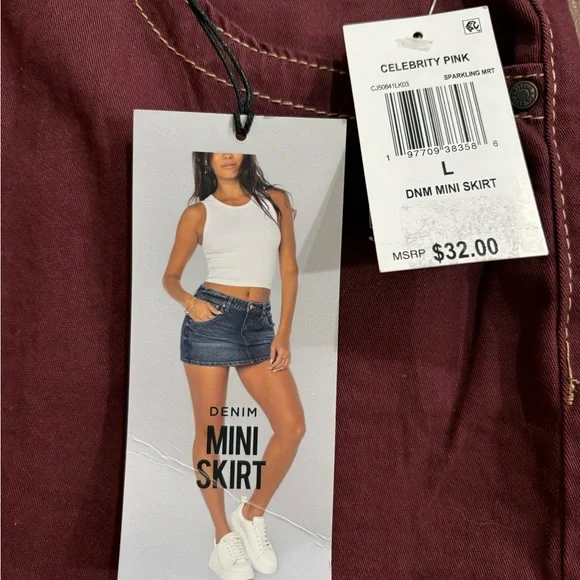 CELEBRITY PINK
CJ50841LK03 SPARKLING MRT
1 97709 38358 6
L
DNM MINI SKIRT
MSRP $32.00
DENIM
MINI
SKIRT